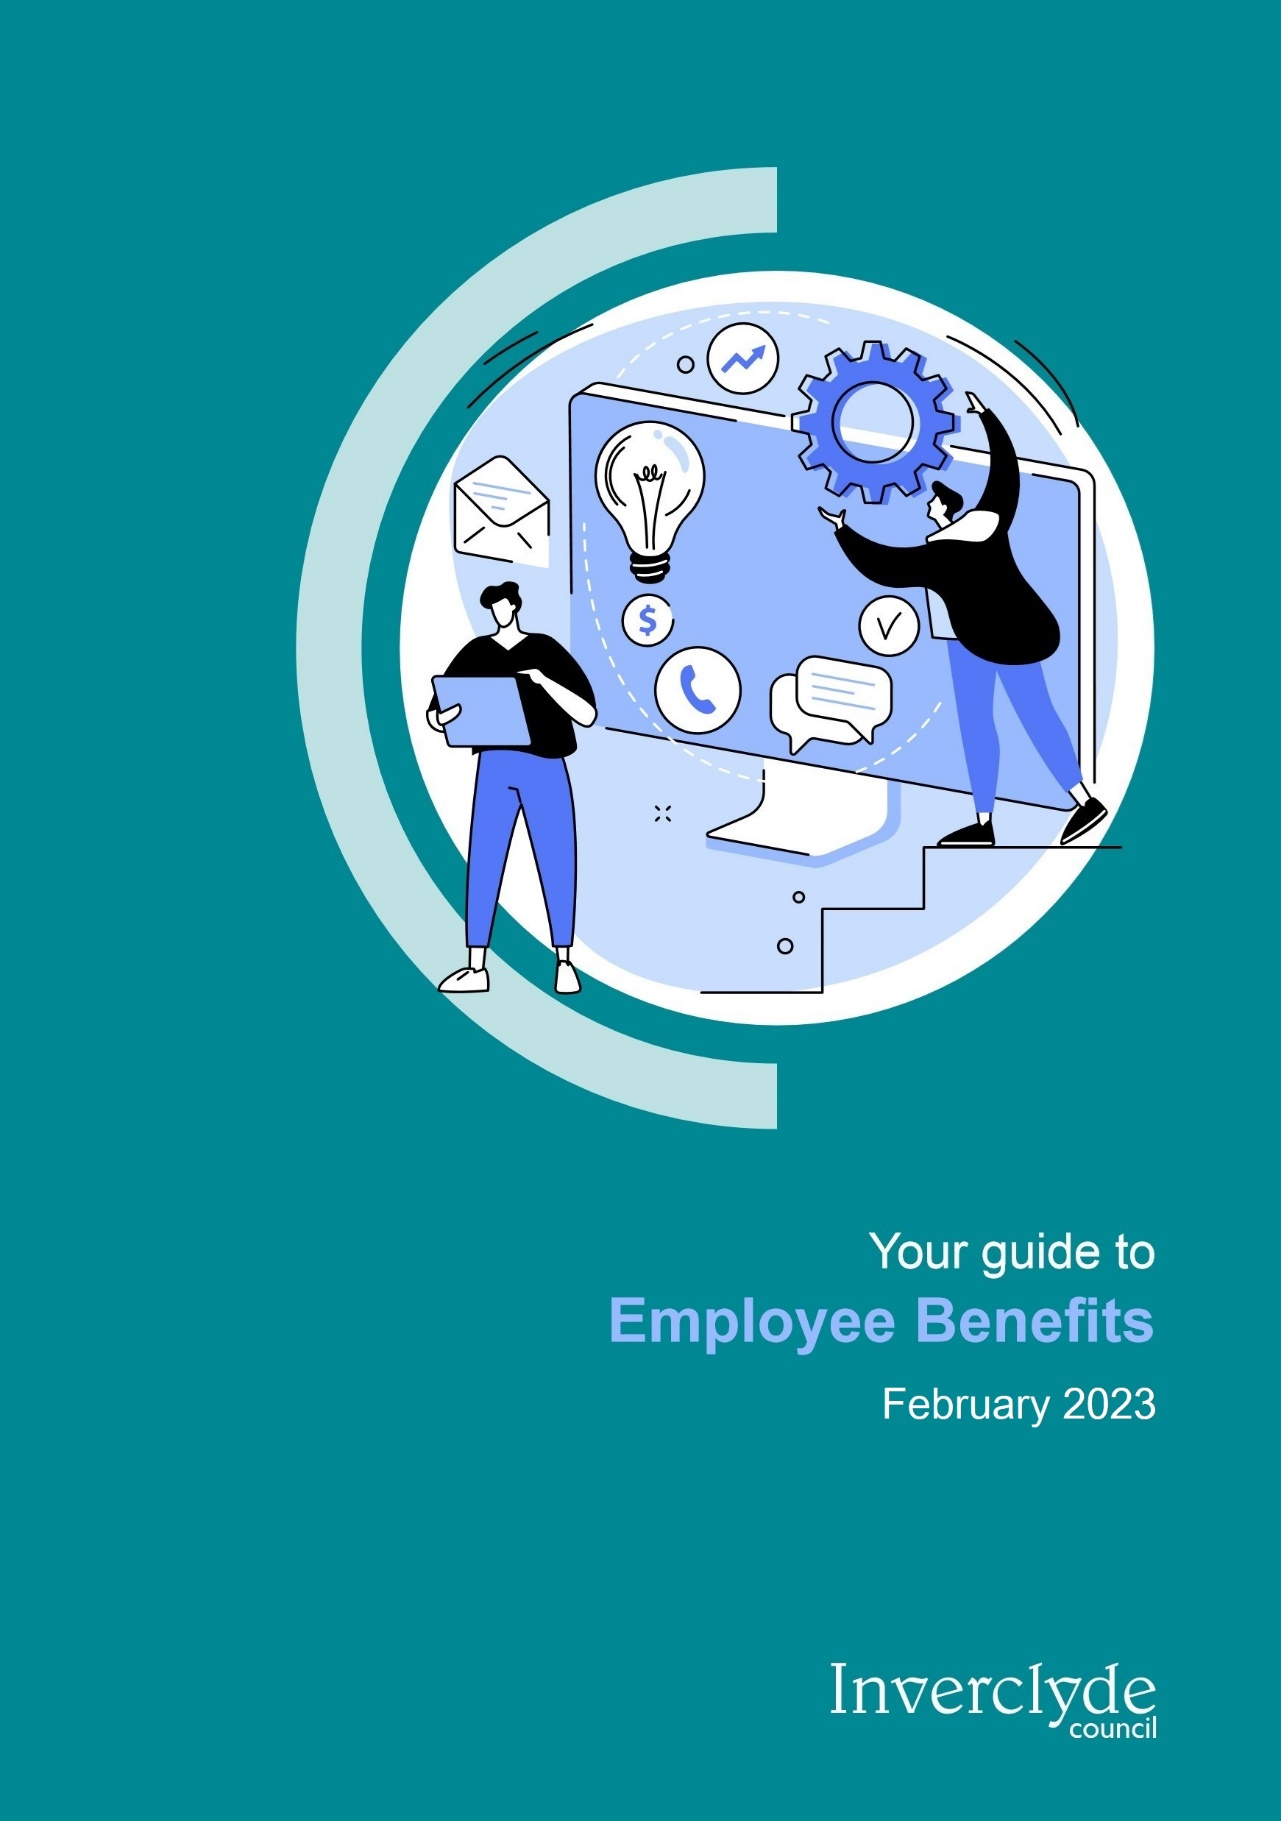 $
Your guide to
Employee Benefits
February 2023
Inverclyde
council